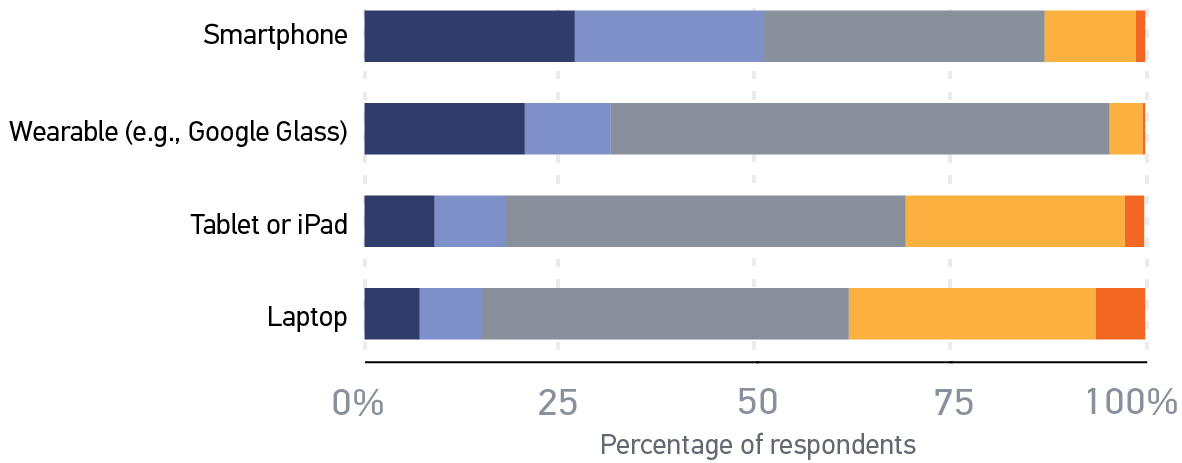 Smartphone
Wearable (e.g., Google Glass)
Tablet or iPad
Laptop
0% 25 50 75 100%
Percentage of respondents